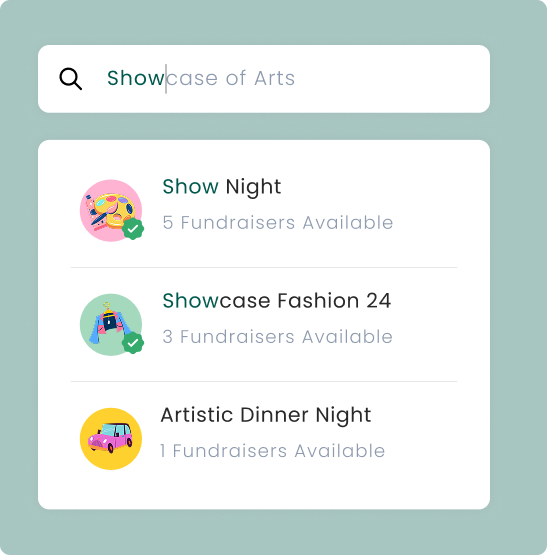 Showcase of Arts
Show Night
5 Fundraisers Available
Showcase Fashion 24
3 Fundraisers Available
Artistic Dinner Night
1 Fundraisers Available